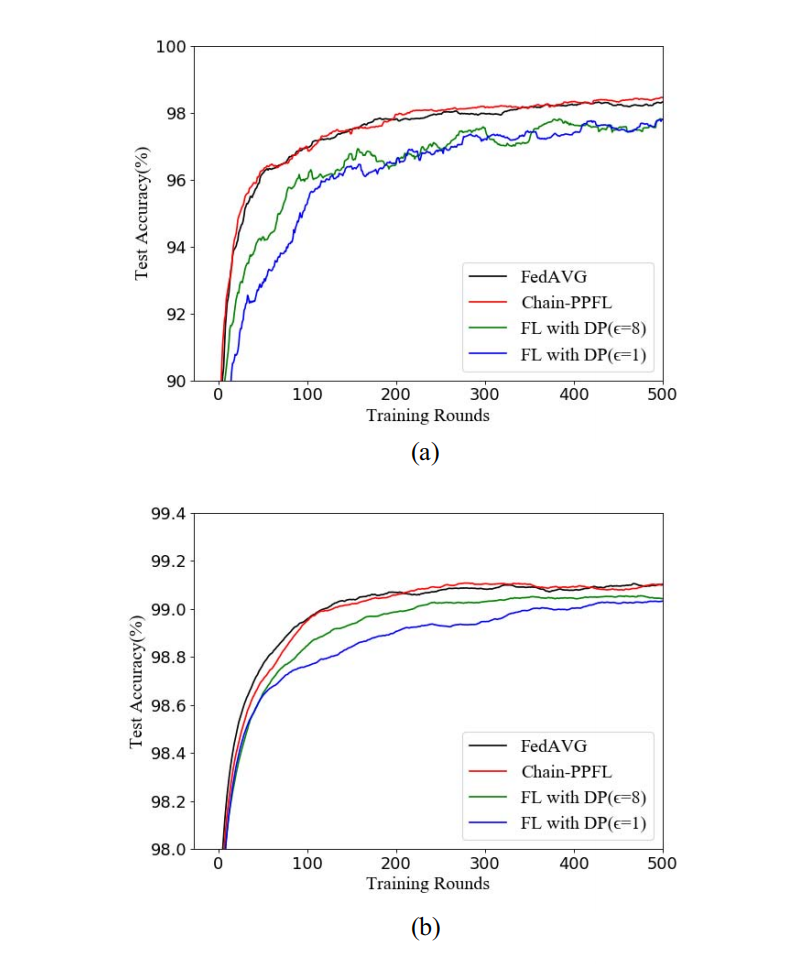 100
98
96
94
92
90
Test Accuracy(%)
FedAVG
Chain-PPFL
FL with DP(ϵ=8)
FL with DP(ϵ=1)
0 100 200 300 400 500
Training Rounds
(a)
99.4
99.2
99.0
98.8
98.6
98.4
98.2
98.0
Test Accuracy(%)
FedAVG
Chain-PPFL
FL with DP(ϵ=8)
FL with DP(ϵ=1)
0 100 200 300 400 500
Training Rounds
(b)